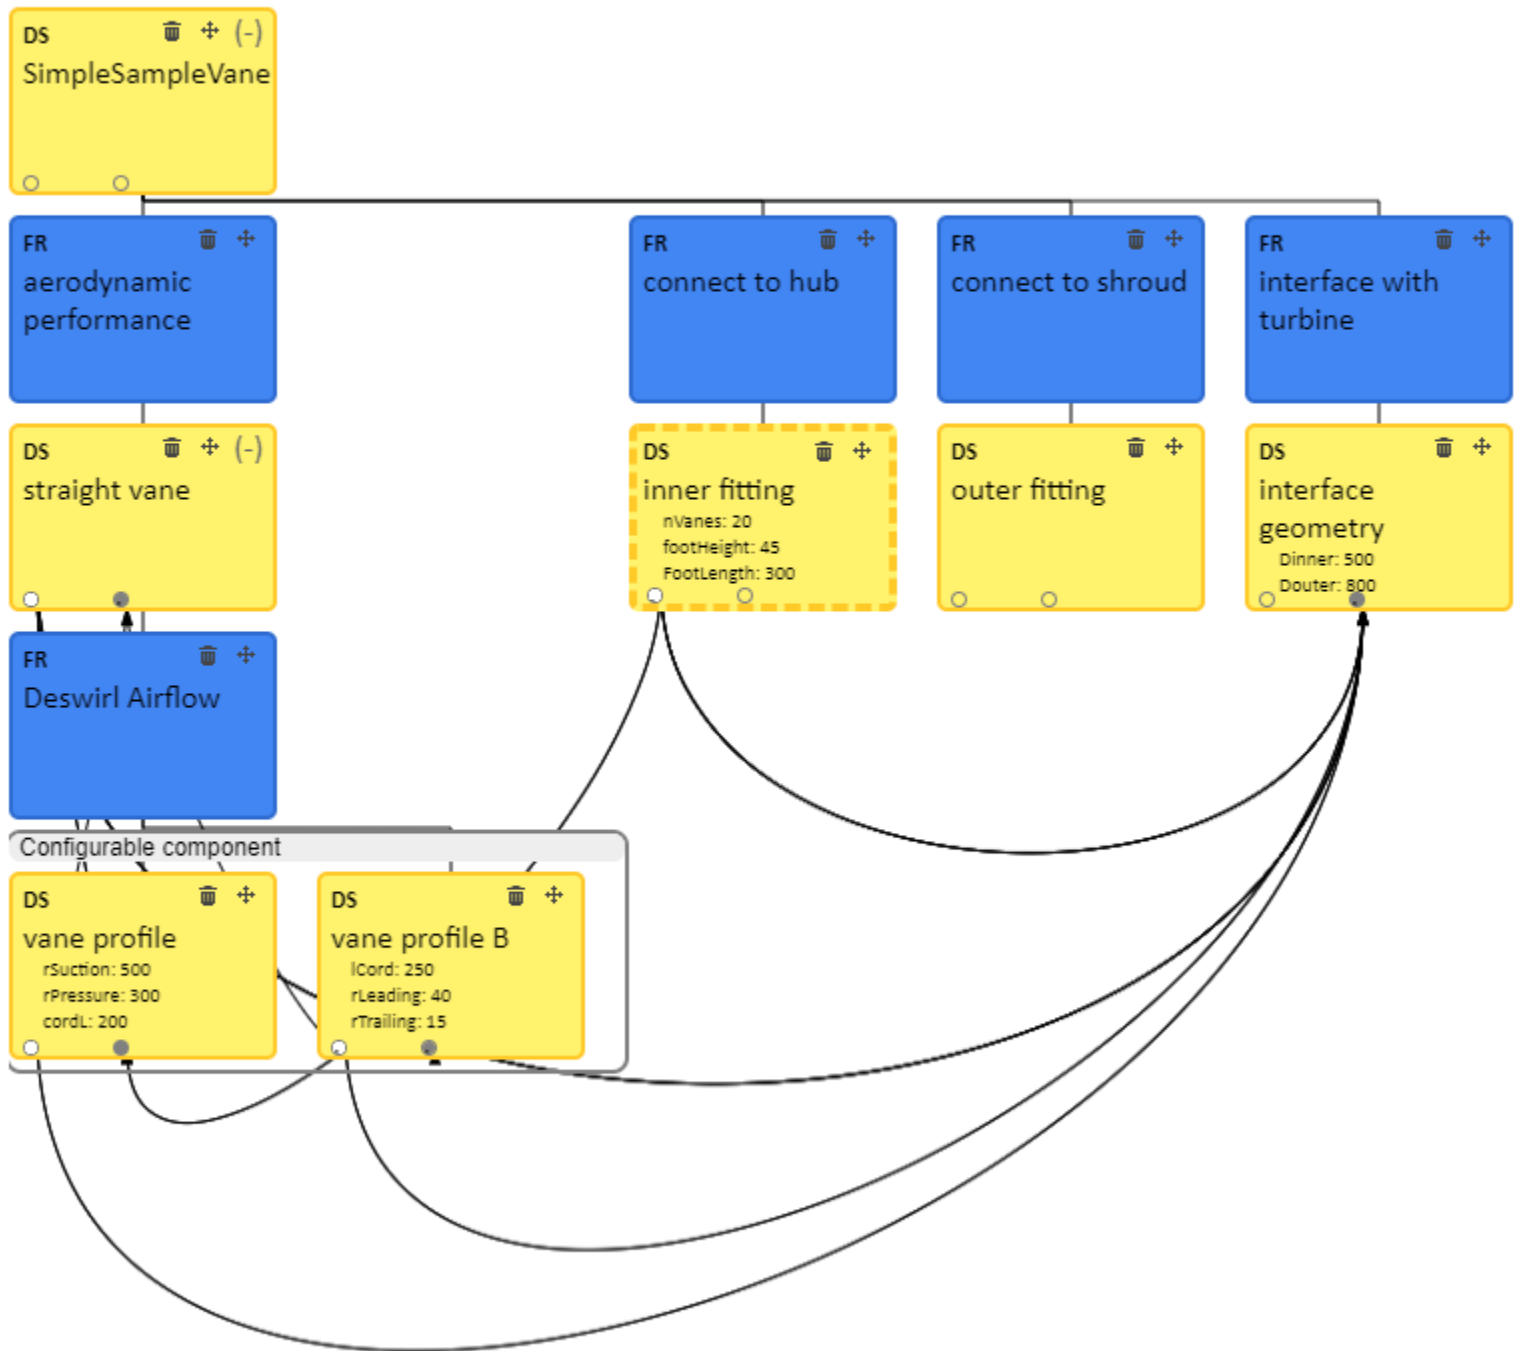 DS
(-)
SimpleSampleVane
FR
aerodynamic
performance
FR
connect to hub
FR
connect to shroud
FR
interface with
turbine
DS
(-)
straight vane
DS
inner fitting
nVanes: 20
footHeight: 45
FootLength: 300
DS
outer fitting
DS
interface
geometry
Dinner: 500
Douter: 800
FR
Deswirl Airflow
Configurable component
DS
vane profile
rSuction: 500
rPressure: 300
cordL: 200
DS
vane profile B
lCord: 250
rLeading: 40
rTrailing: 15